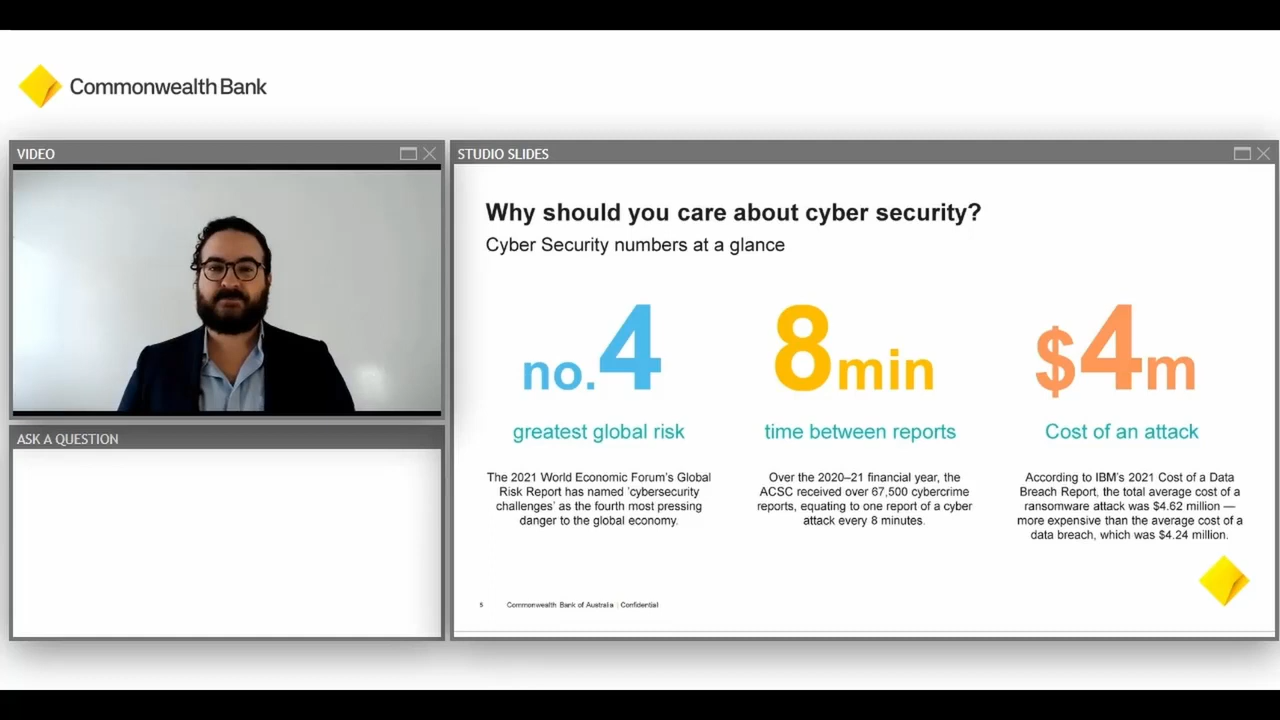 CommonwealthBank
VIDEO
ASK A QUESTION
STUDIO SLIDES
Why should you care about cyber security?
Cyber Security numbers at a glance
no.4
greatest global risk
The 2021 World Economic Forum's Global
Risk Report has named 'cybersecurity
challenges' as the fourth most pressing
danger to the global economy.
8min
time between reports
Over the 2020–21 financial year, the
ACSC received over 67,500 cybercrime
reports, equating to one report of a cyber
attack every 8 minutes.
$4m
Cost of an attack
According to IBM's 2021 Cost of a Data
Breach Report, the total average cost of a
ransomware attack was $4.62 million —
more expensive than the average cost of a
data breach, which was $4.24 million.
5 Commonwealth Bank of Australia | Confidential